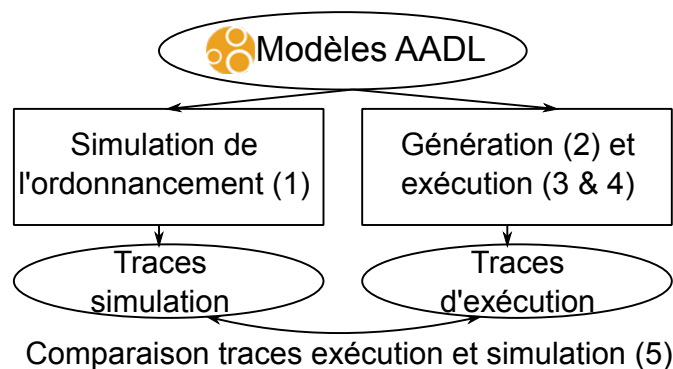 Modèles AADL
Simulation de
l'ordonnancement (1)
Génération (2) et
exécution (3 & 4)
Traces
simulation
Traces
d'exécution
Comparaison traces exécution et simulation (5)